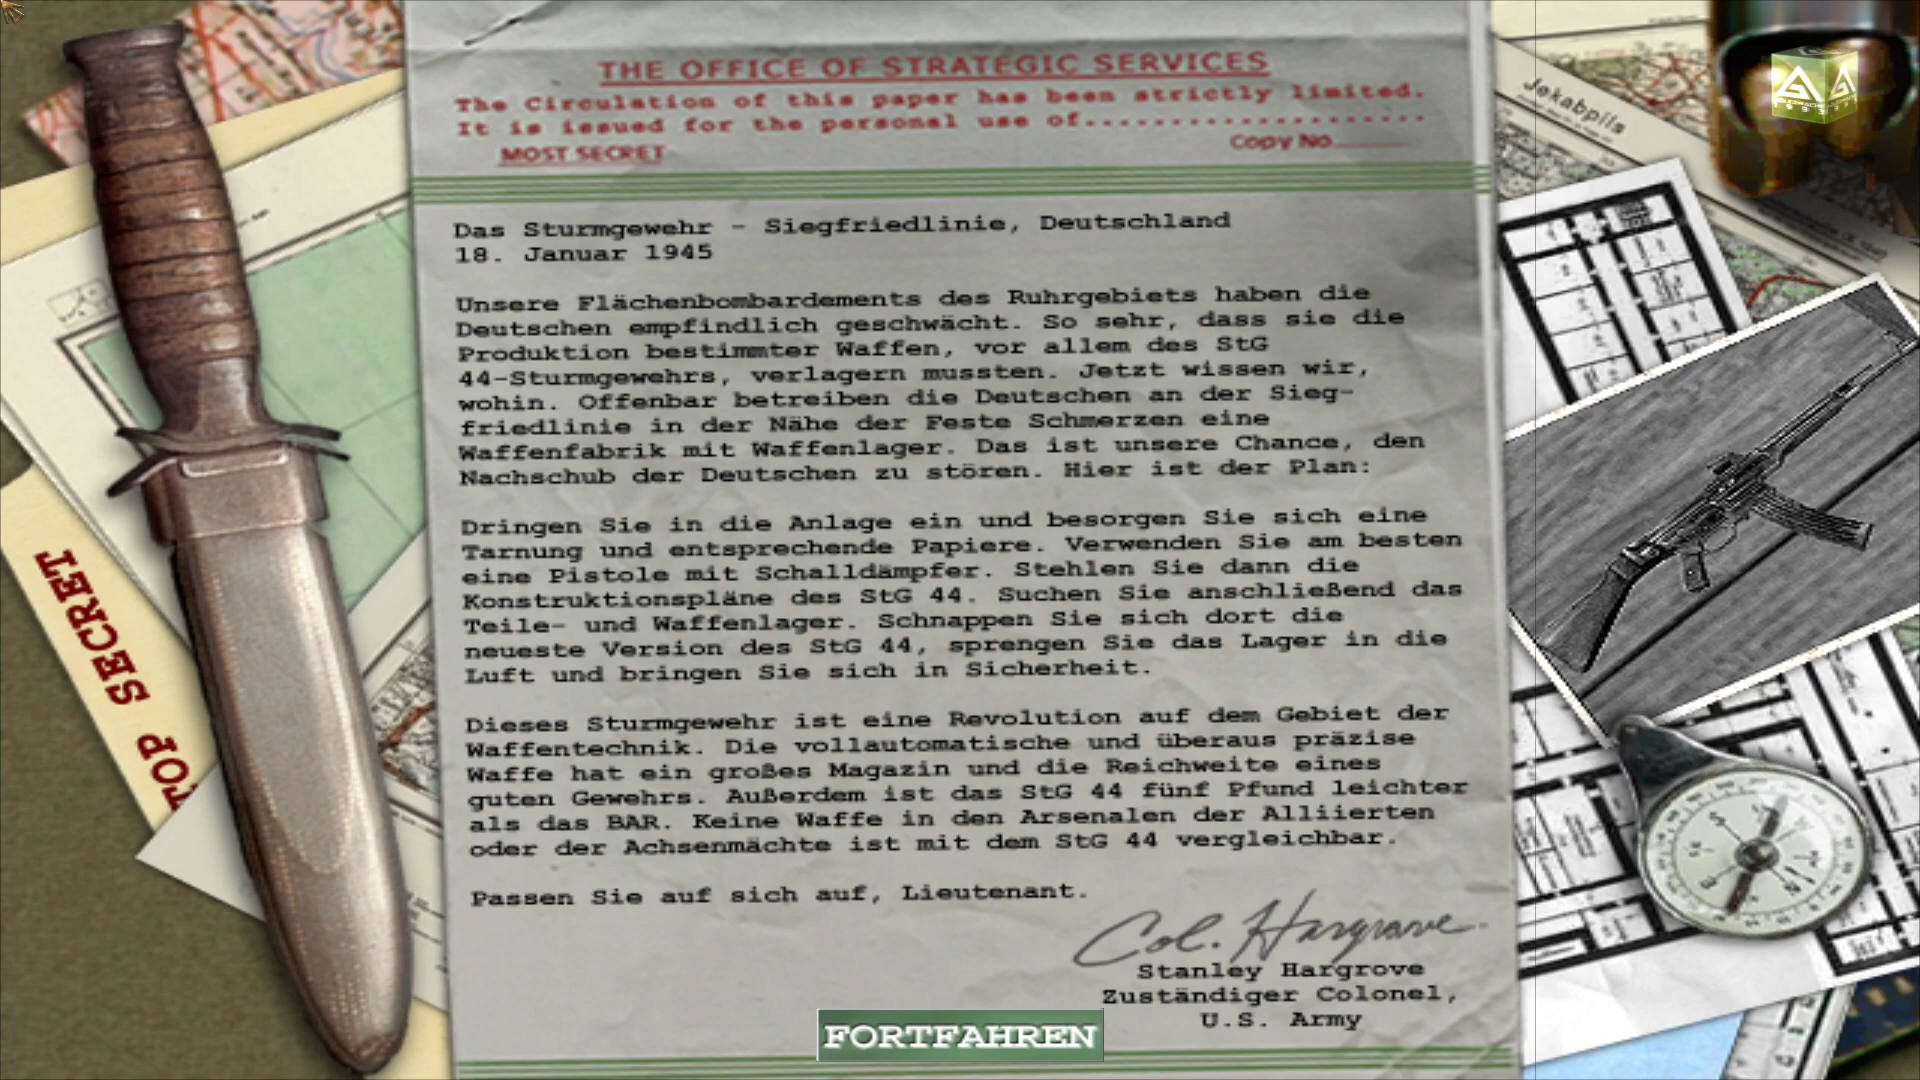 THE OFFICE OF STRATEGIC SERVICES
The Circulation of this paper has been strictly limited.
It is issued for the personal use of......................
MOST SECRET
Copy No.
Das Sturmgewehr - Siegfriedlinie, Deutschland
18. Januar 1945
Unsere Flächenbombardements des Ruhrgebiets haben die
Deutschen empfindlich geschwächt. So sehr, dass sie die
Produktion bestimmter Waffen, vor allem des StG
44-Sturmgewehrs, verlagern mussten. Jetzt wissen wir,
wohin. Offenbar betreiben die Deutschen an der Sieg-
friedlinie in der Nähe der Feste Schmerzen eine
Waffenfabrik mit Waffenlager. Das ist unsere Chance, den
Nachschub der Deutschen zu stören. Hier ist der Plan:
Dringen Sie in die Anlage ein und besorgen Sie sich eine
Tarnung und entsprechende Papiere. Verwenden Sie am besten
eine Pistole mit Schalldämpfer. Stehlen Sie dann die
Konstruktionspläne des StG 44. Suchen Sie anschließend das
Teile- und Waffenlager. Schnappen Sie sich dort die
neueste Version des StG 44, sprengen Sie das Lager in die
Luft und bringen Sie sich in Sicherheit.
Dieses Sturmgewehr ist eine Revolution auf dem Gebiet der
Waffentechnik. Die vollautomatische und überaus präzise
Waffe hat ein großes Magazin und die Reichweite eines
guten Gewehrs. Außerdem ist das StG 44 fünf Pfund leichter
als das BAR. Keine Waffe in den Arsenalen der Alliierten
oder der Achsenmächte ist mit dem StG 44 vergleichbar.
Passen Sie auf sich auf, Lieutenant.
Col. Hargrave
Stanley Hargrove
Zuständiger Colonel,
U.S. Army
FORTFAHREN
TOP SECRET
Jekabpils